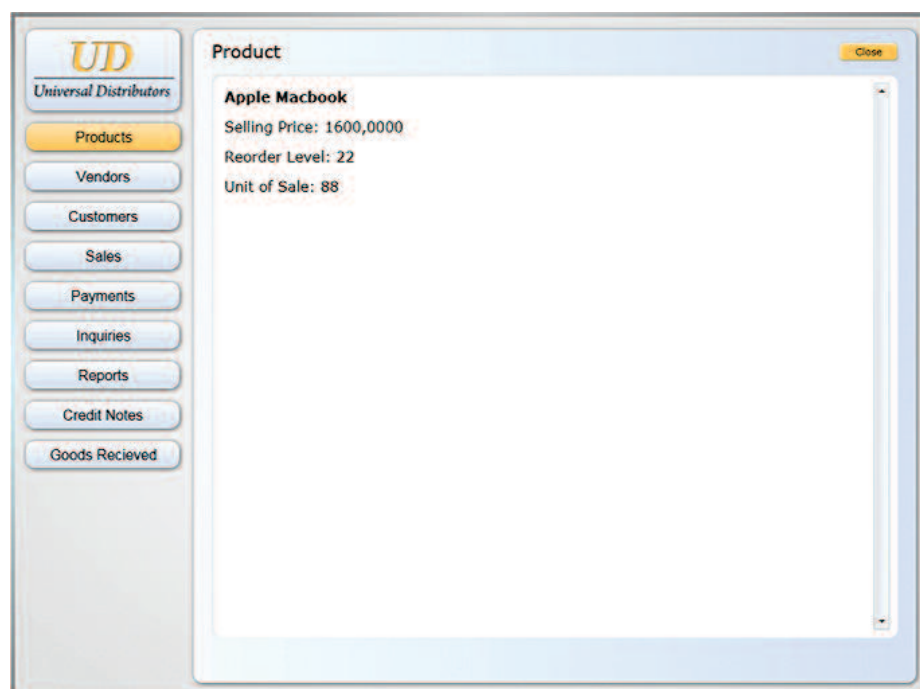 UD
Universal Distributors
Products
Vendors
Customers
Sales
Payments
Inquiries
Reports
Credit Notes
Goods Recieved
Product
Close
Apple Macbook
Selling Price: 1600,0000
Reorder Level: 22
Unit of Sale: 88